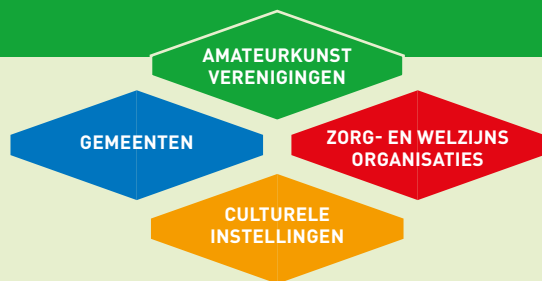 AMATEURKUNST
VERENIGINGEN
GEMEENTEN
ZORG- EN WELZIJNS
ORGANISATIES
CULTURELE
INSTELLINGEN